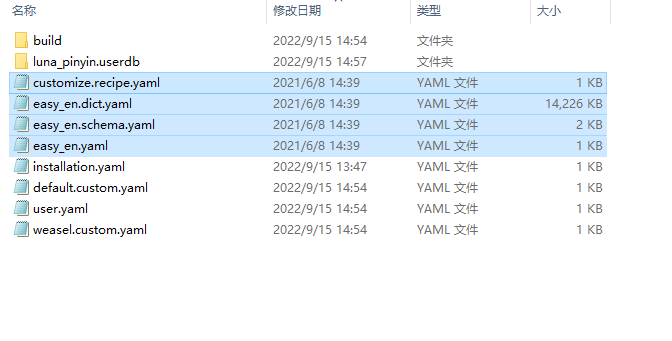 名称 修改日期 类型 大小
build 2022/9/15 14:54 文件夹
luna_pinyin.userdb 2022/9/15 14:57 文件夹
customize.recipe.yaml 2021/6/8 14:39 YAML 文件 1 KB
easy_en.dict.yaml 2021/6/8 14:39 YAML 文件 14,226 KB
easy_en.schema.yaml 2021/6/8 14:39 YAML 文件 2 KB
easy_en.yaml 2021/6/8 14:39 YAML 文件 1 KB
installation.yaml 2022/9/15 13:47 YAML 文件 1 KB
default.custom.yaml 2022/9/15 14:54 YAML 文件 1 KB
user.yaml 2022/9/15 14:54 YAML 文件 1 KB
weasel.custom.yaml 2022/9/15 14:54 YAML 文件 1 KB